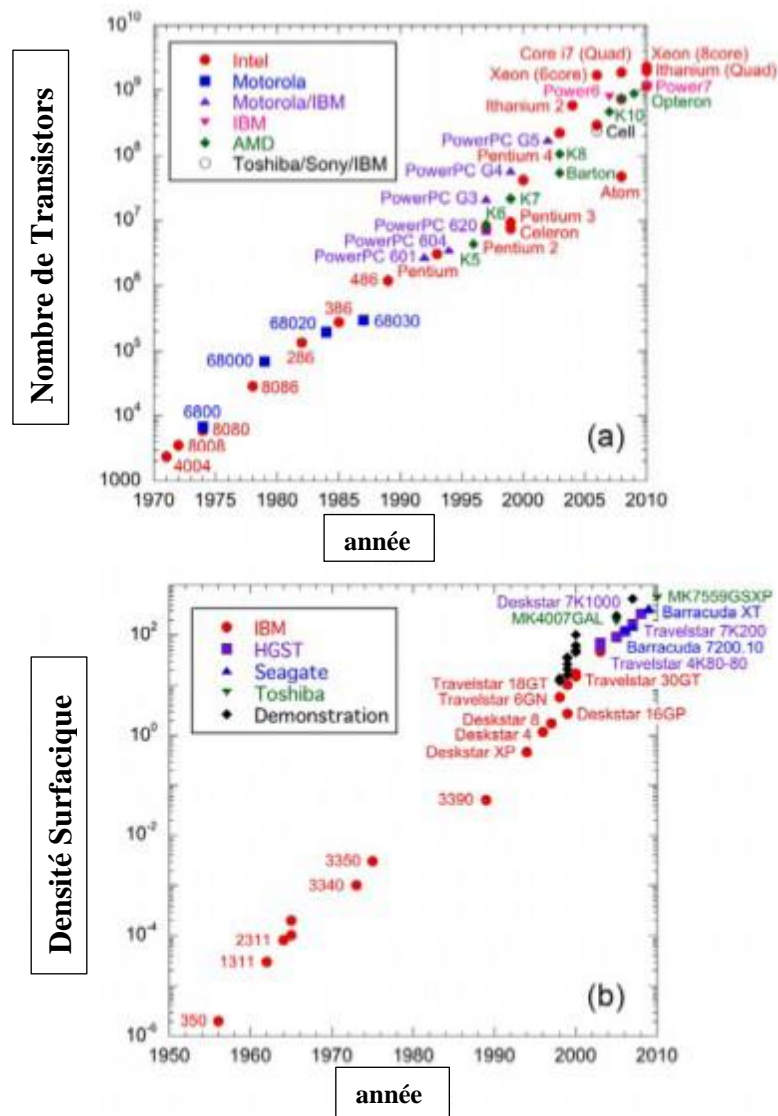 Nombre de Transistors
10^10
10^9
10^8
10^7
10^6
10^5
10^4
1000
Intel
Motorola
Motorola/IBM
IBM
AMD
Toshiba/Sony/IBM
Core i7 (Quad)
Xeon (8core)
Xeon (6core)
Ithanium (Quad)
Power6
Power7
Ithanium 2
Opteron
K10
Cell
PowerPC G5
Pentium 4
K8
PowerPC G4
Barton
Atom
PowerPC G3
K7
K6
PowerPC 620
Pentium 3
PowerPC 604
Celeron
PowerPC 601
Pentium
K5
Pentium 2
486
386
68020
68030
68000
286
8086
6800
8080
8008
4004
(a)
1970 1975 1980 1985 1990 1995 2000 2005 2010
année
Densité Surfacique
10^2
10^0
10^-2
10^-4
10^-6
IBM
HGST
Seagate
Toshiba
Demonstration
Deskstar 7K1000
MK7559GSXP
MK4007GAL
Barracuda XT
Travelstar 7K200
Barracuda 7200.10
Travelstar 4K80-80
Travelstar 18GT
Travelstar 30GT
Travelstar 6GN
Deskstar 8
Deskstar 16GP
Deskstar 4
Deskstar XP
3390
3350
3340
2311
1311
350
(b)
1950 1960 1970 1980 1990 2000 2010
année